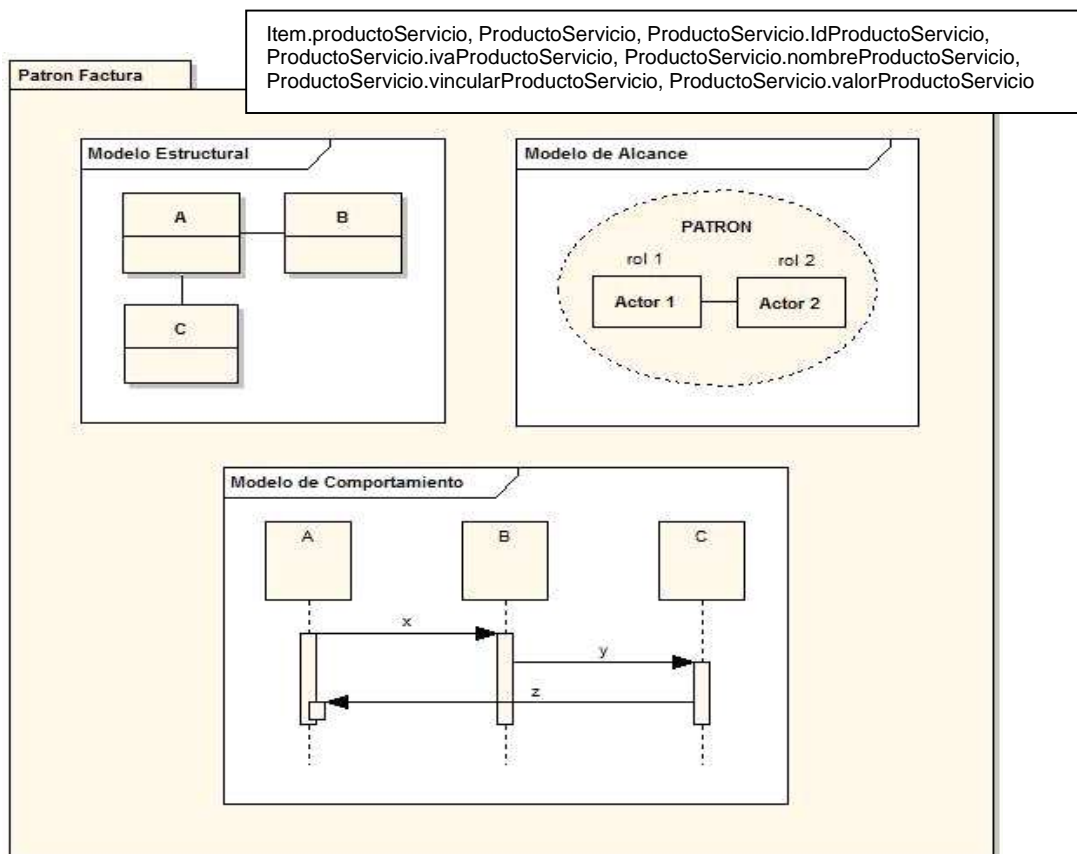 Item.productoServicio, ProductoServicio, ProductoServicio.IdProductoServicio,
ProductoServicio.ivaProductoServicio, ProductoServicio.nombreProductoServicio,
ProductoServicio.vincularProductoServicio, ProductoServicio.valorProductoServicio
Patron Factura
Modelo Estructural
A
B
C
Modelo de Alcance
PATRON
rol 1
rol 2
Actor 1
Actor 2
Modelo de Comportamiento
A
B
C
x
y
z